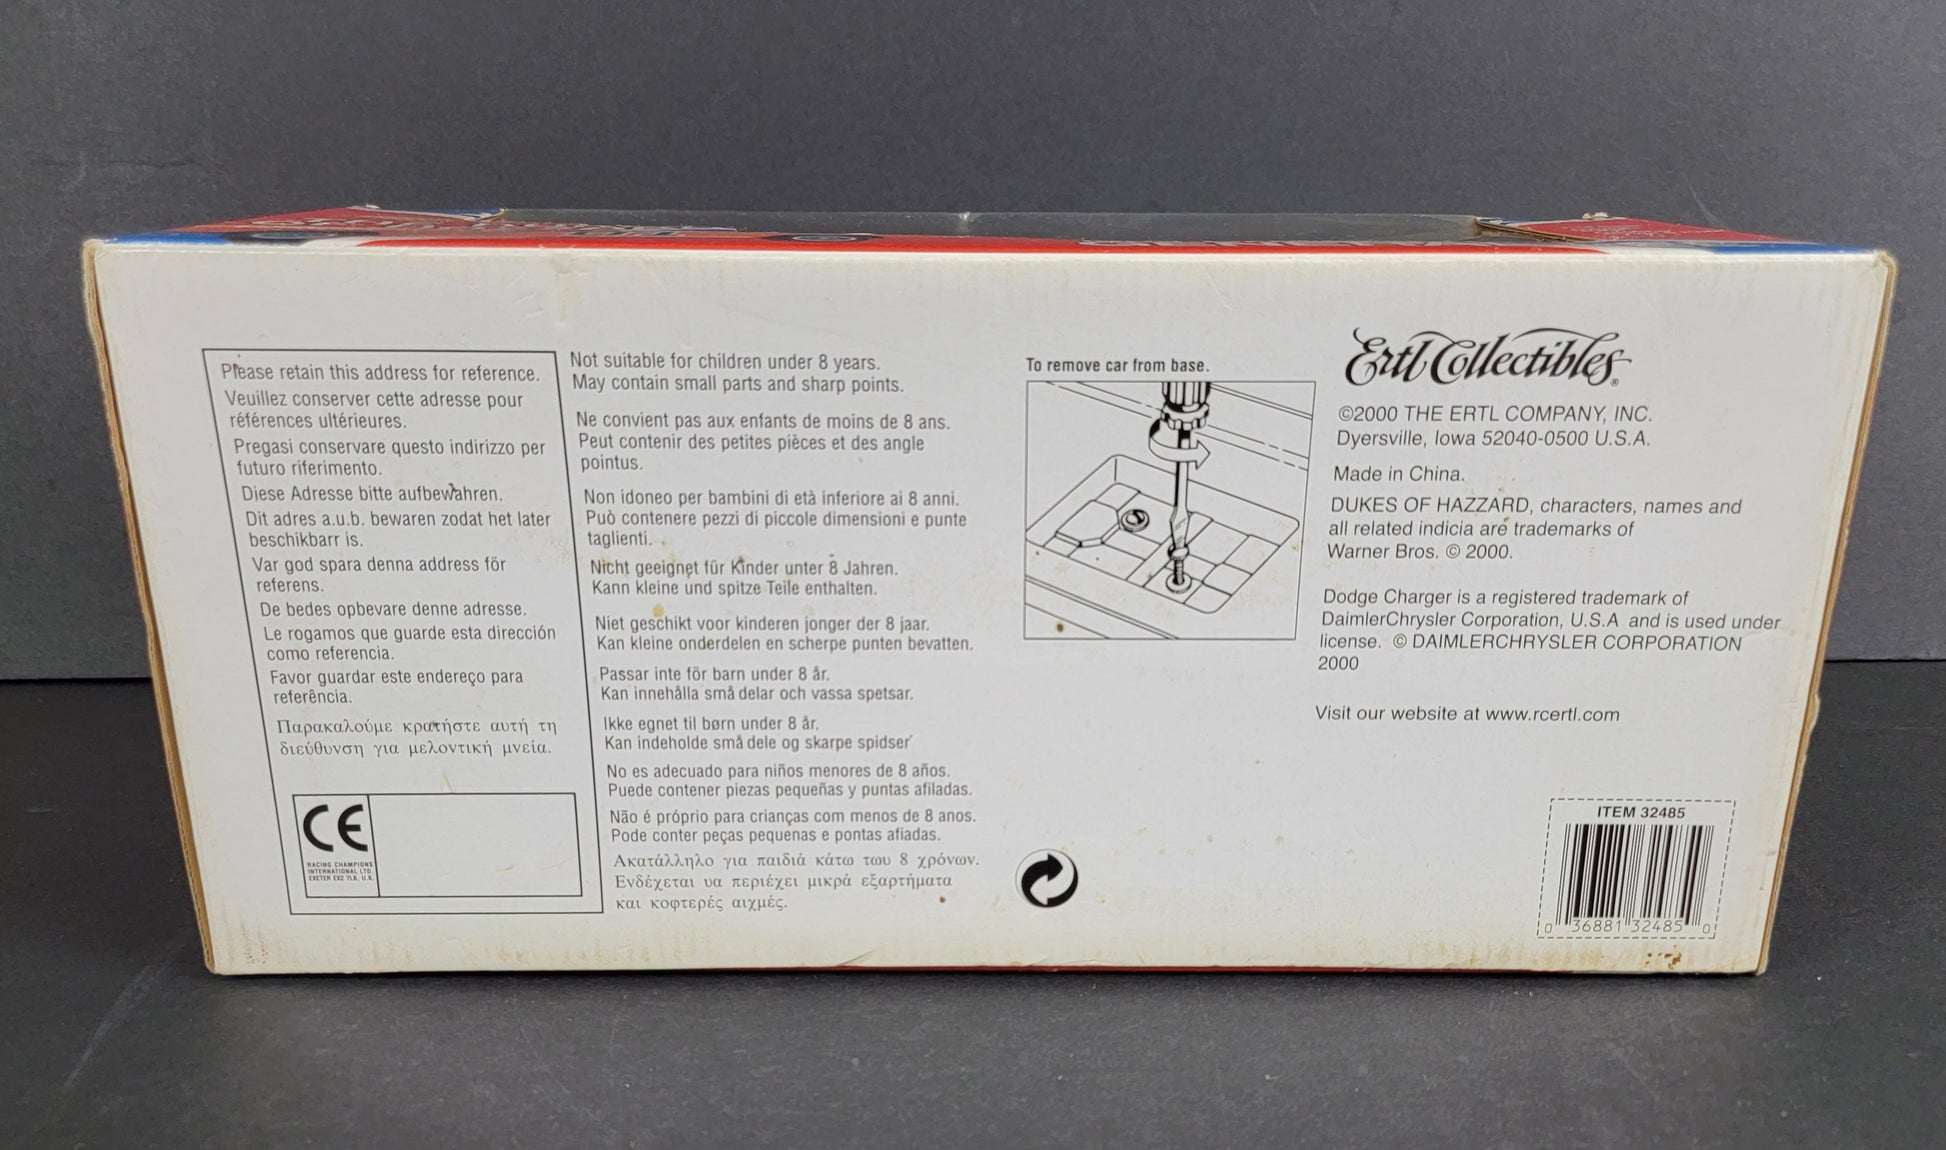 Please retain this address for reference.
Veuillez conserver cette adresse pour
références ultérieures.
Pregasi conservare questo indirizzo per
futuro riferimento.
Diese Adresse bitte aufbewahren.
Dit adres a.u.b. bewaren zodat het later
beschikbarr is.
Var god spara denna address för
referens.
De bedes opbevare denne adresse.
Le rogamos que guarde esta dirección
como referencia.
Favor guardar este endereço para
referência.
Παρακαλούμε κρατήστε αυτή τη
διεύθυνση για μελοντική μνεία.
CE
RACING CHAMPIONS
INTERNATIONAL LTD.
EXETER EX2 7LB, U.K.
Not suitable for children under 8 years.
May contain small parts and sharp points.
Ne convient pas aux enfants de moins de 8 ans.
Peut contenir des petites pièces et des angle
pointus.
Non idoneo per bambini di età inferiore ai 8 anni.
Può contenere pezzi di piccole dimensioni e punte
taglienti.
Nicht geeignet für Kinder unter 8 Jahren.
Kann kleine und spitze Teile enthalten.
Niet geschikt voor kinderen jonger der 8 jaar.
Kan kleine onderdelen en scherpe punten bevatten.
Passar inte för barn under 8 år.
Kan innehålla små delar och vassa spetsar.
Ikke egnet til børn under 8 år.
Kan indeholde små dele og skarpe spidser
No es adecuado para niños menores de 8 años.
Puede contener piezas pequeñas y puntas afiladas.
Não é próprio para crianças com menos de 8 anos.
Pode conter peças pequenas e pontas afiadas.
Ακατάλληλο για παιδιά κάτω του 8 χρόνων.
Ενδέχεται υα περιέχει μικρά εξαρτήματα
και κοφτερές αιχμές.
To remove car from base.
Ertl Collectibles®
©2000 THE ERTL COMPANY, INC.
Dyersville, Iowa 52040-0500 U.S.A.
Made in China.
DUKES OF HAZZARD, characters, names and
all related indicia are trademarks of
Warner Bros. © 2000.
Dodge Charger is a registered trademark of
DaimlerChrysler Corporation, U.S.A and is used under
license. © DAIMLERCHRYSLER CORPORATION
2000
Visit our website at www.rcertl.com
ITEM 32485
0 36881 32485 0